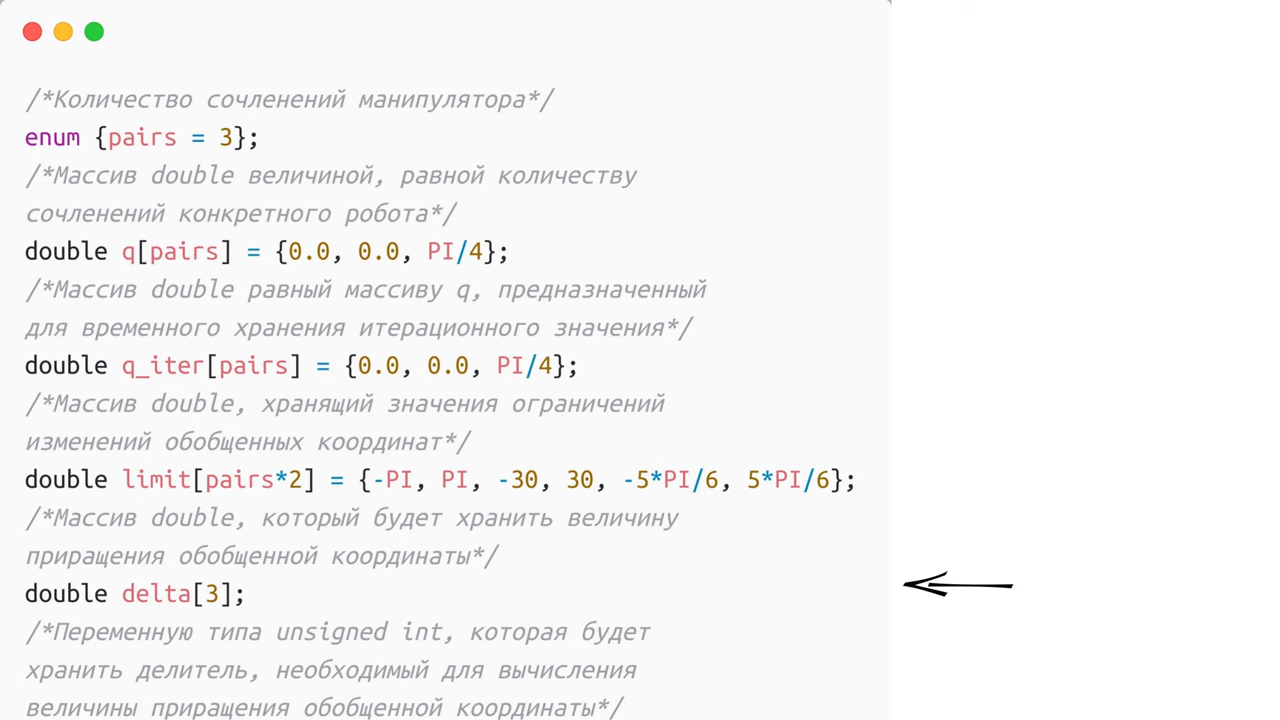 /*Количество сочленений манипулятора*/
enum {pairs = 3};
/*Массив double величиной, равной количеству
сочленений конкретного робота*/
double q[pairs] = {0.0, 0.0, PI/4};
/*Массив double равный массиву q, предназначенный
для временного хранения итерационного значения*/
double q_iter[pairs] = {0.0, 0.0, PI/4};
/*Массив double, хранящий значения ограничений
изменений обобщенных координат*/
double limit[pairs*2] = {-PI, PI, -30, 30, -5*PI/6, 5*PI/6};
/*Массив double, который будет хранить величину
приращения обобщенной координаты*/
double delta[3];
/*Переменную типа unsigned int, которая будет
хранить делитель, необходимый для вычисления
величины приращения обобщенной координаты*/